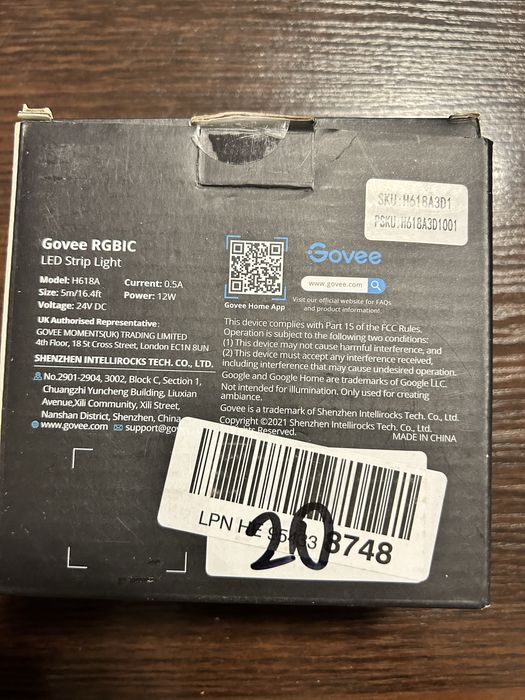 SKU:H618A3D1
PSKU:H618A3D1001
Govee RGBIC
LED Strip Light
Model: H618A
Size: 5m/16.4ft
Voltage: 24V DC
Current: 0.5A
Power: 12W
UK Authorised Representative:
GOVEE MOMENTS(UK) TRADING LIMITED
4th Floor, 18 St Cross Street, London EC1N 8UN
SHENZHEN INTELLIROCKS TECH. CO., LTD.
No.2901-2904, 3002, Block C, Section 1,
Chuangzhi Yuncheng Building, Liuxian
Avenue,Xili Community, Xili Street,
Nanshan District, Shenzhen, China
www.govee.com support@go
Govee Home App
Govee
www.govee.com
Visit our official website for FAQs
and product information!
This device complies with Part 15 of the FCC Rules.
Operation is subject to the following two conditions:
(1) This device may not cause harmful interference, and
(2) This device must accept any interference received,
including interference that may cause undesired operation.
Google and Google Home are trademarks of Google LLC.
Not intended for illumination. Only used for creating
ambiance.
Govee is a trademark of Shenzhen Intellirocks Tech. Co., Ltd.
Copyright ©2021 Shenzhen Intellirocks Tech. Co., Ltd.
Reserved.
MADE IN CHINA
LPN HE 8748
20